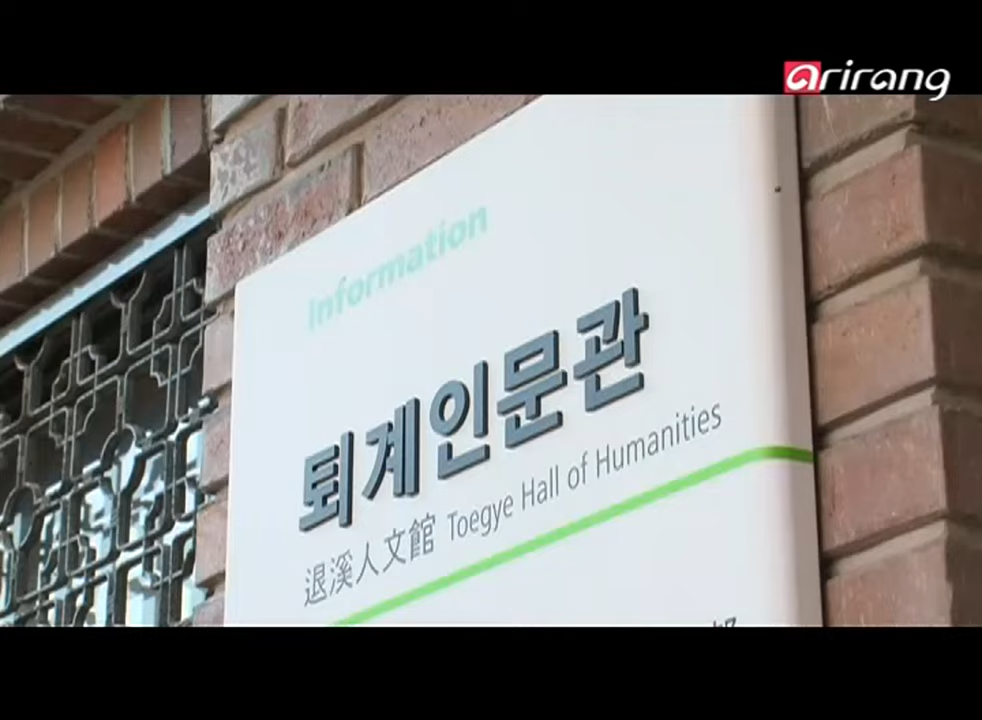 arirang
Information
퇴계인문관
退溪人文館 Toegye Hall of Humanities